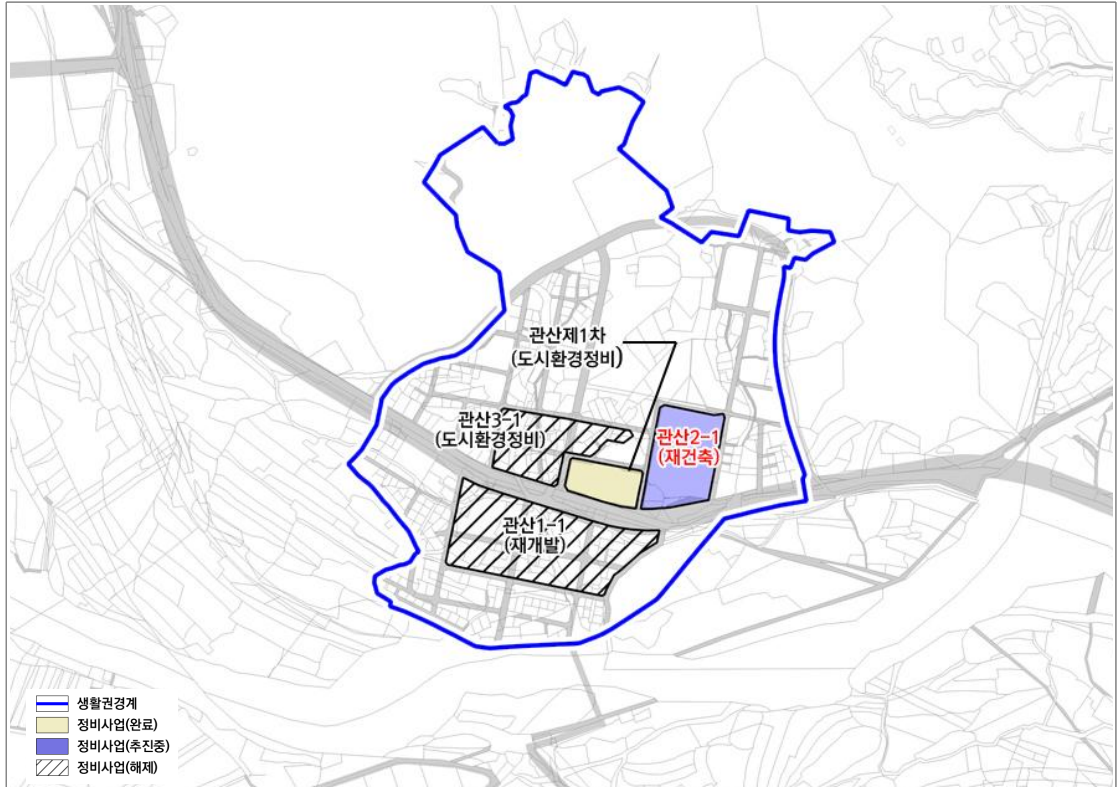 관산제1차
(도시환경정비)
관산3-1
(도시환경정비)
관산2-1
(재건축)
관산1-1
(재개발)
생활권경계
정비사업(완료)
정비사업(추진중)
정비사업(해제)